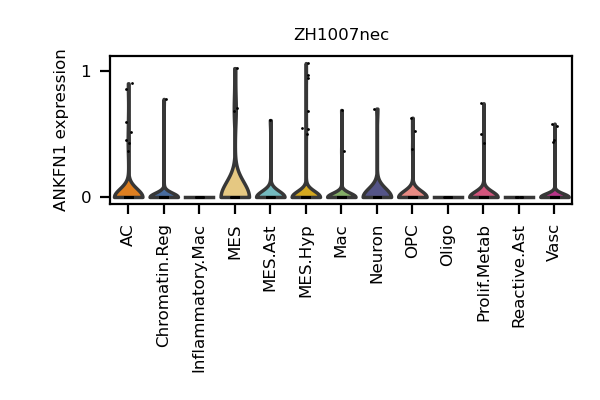 ZH1007nec
ANKFN1 expression
1
0
AC
Chromatin.Reg
Inflammatory.Mac
MES
MES.Ast
MES.Hyp
Mac
Neuron
OPC
Oligo
Prolif.Metab
Reactive.Ast
Vasc